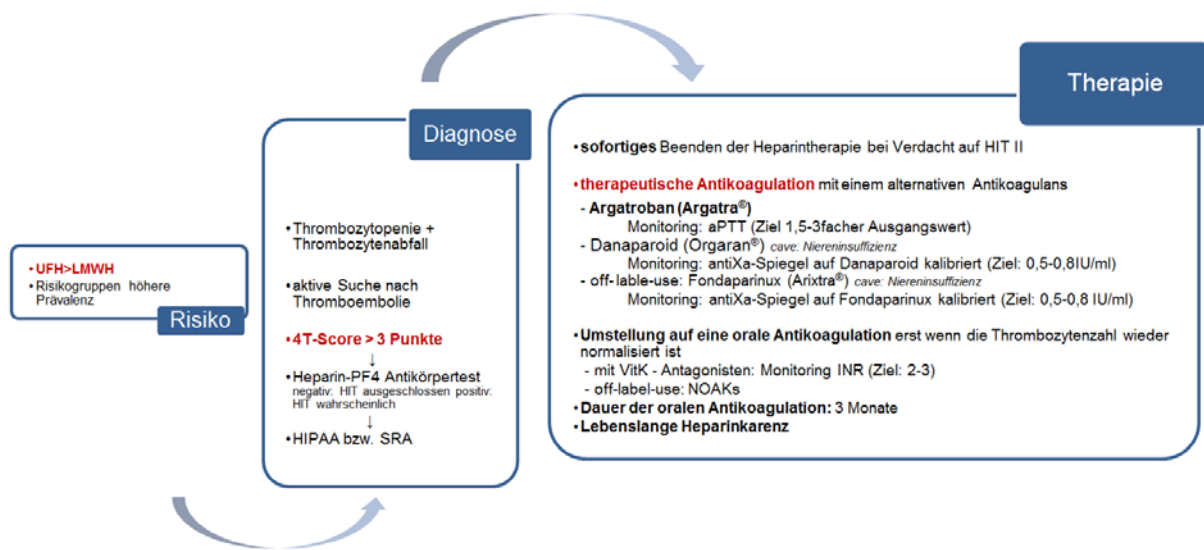 •UFH>LMWH
•Risikogruppen höhere
Prävalenz
Risiko
Diagnose
•Thrombozytopenie +
Thrombozytenabfall
•aktive Suche nach
Thromboembolie
•4T-Score > 3 Punkte
↓
•Heparin-PF4 Antikörpertest
negativ: HIT ausgeschlossen positiv:
HIT wahrscheinlich
↓
•HIPAA bzw. SRA
Therapie
•sofortiges Beenden der Heparintherapie bei Verdacht auf HIT II
•therapeutische Antikoagulation mit einem alternativen Antikoagulans
- Argatroban (Argatra®)
Monitoring: aPTT (Ziel 1,5-3facher Ausgangswert)
- Danaparoid (Orgaran®) cave: Niereninsuffizienz
Monitoring: antiXa-Spiegel auf Danaparoid kalibriert (Ziel: 0,5-0,8IU/ml)
- off-lable-use: Fondaparinux (Arixtra®) cave: Niereninsuffizienz
Monitoring: antiXa-Spiegel auf Fondaparinux kalibriert (Ziel: 0,5-0,8 IU/ml)
•Umstellung auf eine orale Antikoagulation erst wenn die Thrombozytenzahl wieder
normalisiert ist
- mit VitK - Antagonisten: Monitoring INR (Ziel: 2-3)
- off-label-use: NOAKs
•Dauer der oralen Antikoagulation: 3 Monate
•Lebenslange Heparinkarenz